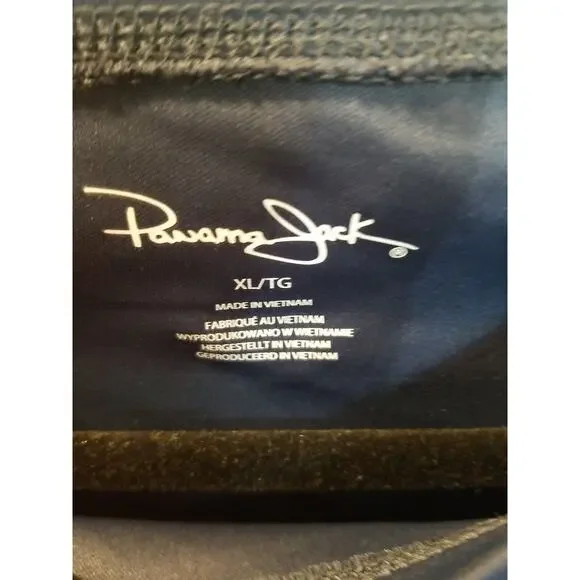 Panama Jack®
XL/TG
MADE IN VIETNAM
FABRIQUÉ AU VIETNAM
WYPRODUKOWANO W WIETNAMIE
HERGESTELLT IN VIETNAM
GEPRODUCEERD IN VIETNAM